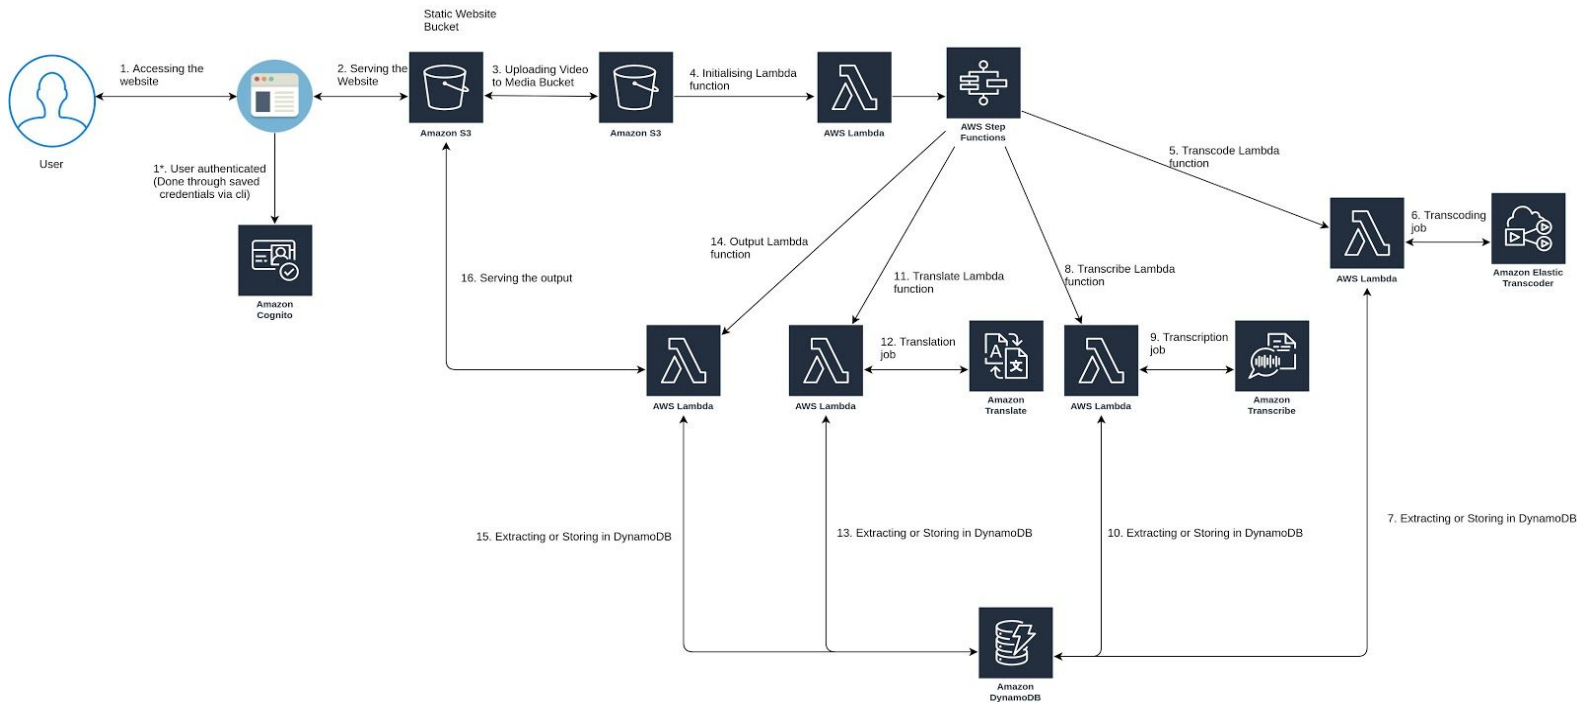 Static Website
Bucket
1. Accessing the
website
2. Serving the
Website
3. Uploading Video
to Media Bucket
4. Initialising Lambda
function
User
Amazon S3
Amazon S3
AWS Lambda
AWS Step
Functions
1*. User authenticated
(Done through saved
credentials via cli)
Amazon
Cognito
5. Transcode Lambda
function
6. Transcoding
job
AWS Lambda
Amazon Elastic
Transcoder
14. Output Lambda
function
11. Translate Lambda
function
8. Transcribe Lambda
function
16. Serving the output
12. Translation
job
9. Transcription
job
AWS Lambda
AWS Lambda
Amazon
Translate
AWS Lambda
Amazon
Transcribe
15. Extracting or Storing in DynamoDB
13. Extracting or Storing in DynamoDB
10. Extracting or Storing in DynamoDB
7. Extracting or Storing in DynamoDB
Amazon
DynamoDB